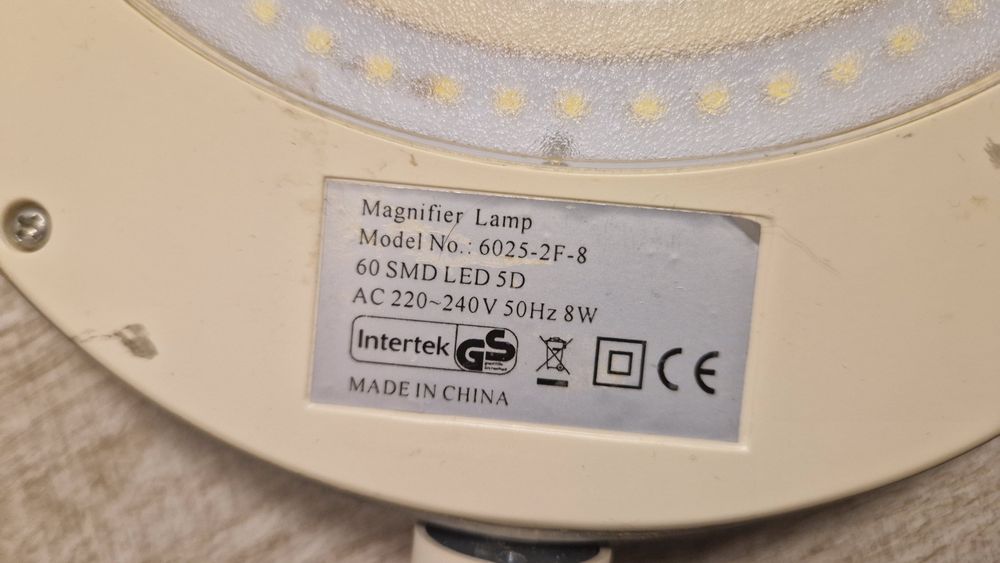 Magnifier Lamp
Model No.: 6025-2F-8
60 SMD LED 5D
AC 220~240V 50Hz 8W
Intertek GS
CE
MADE IN CHINA